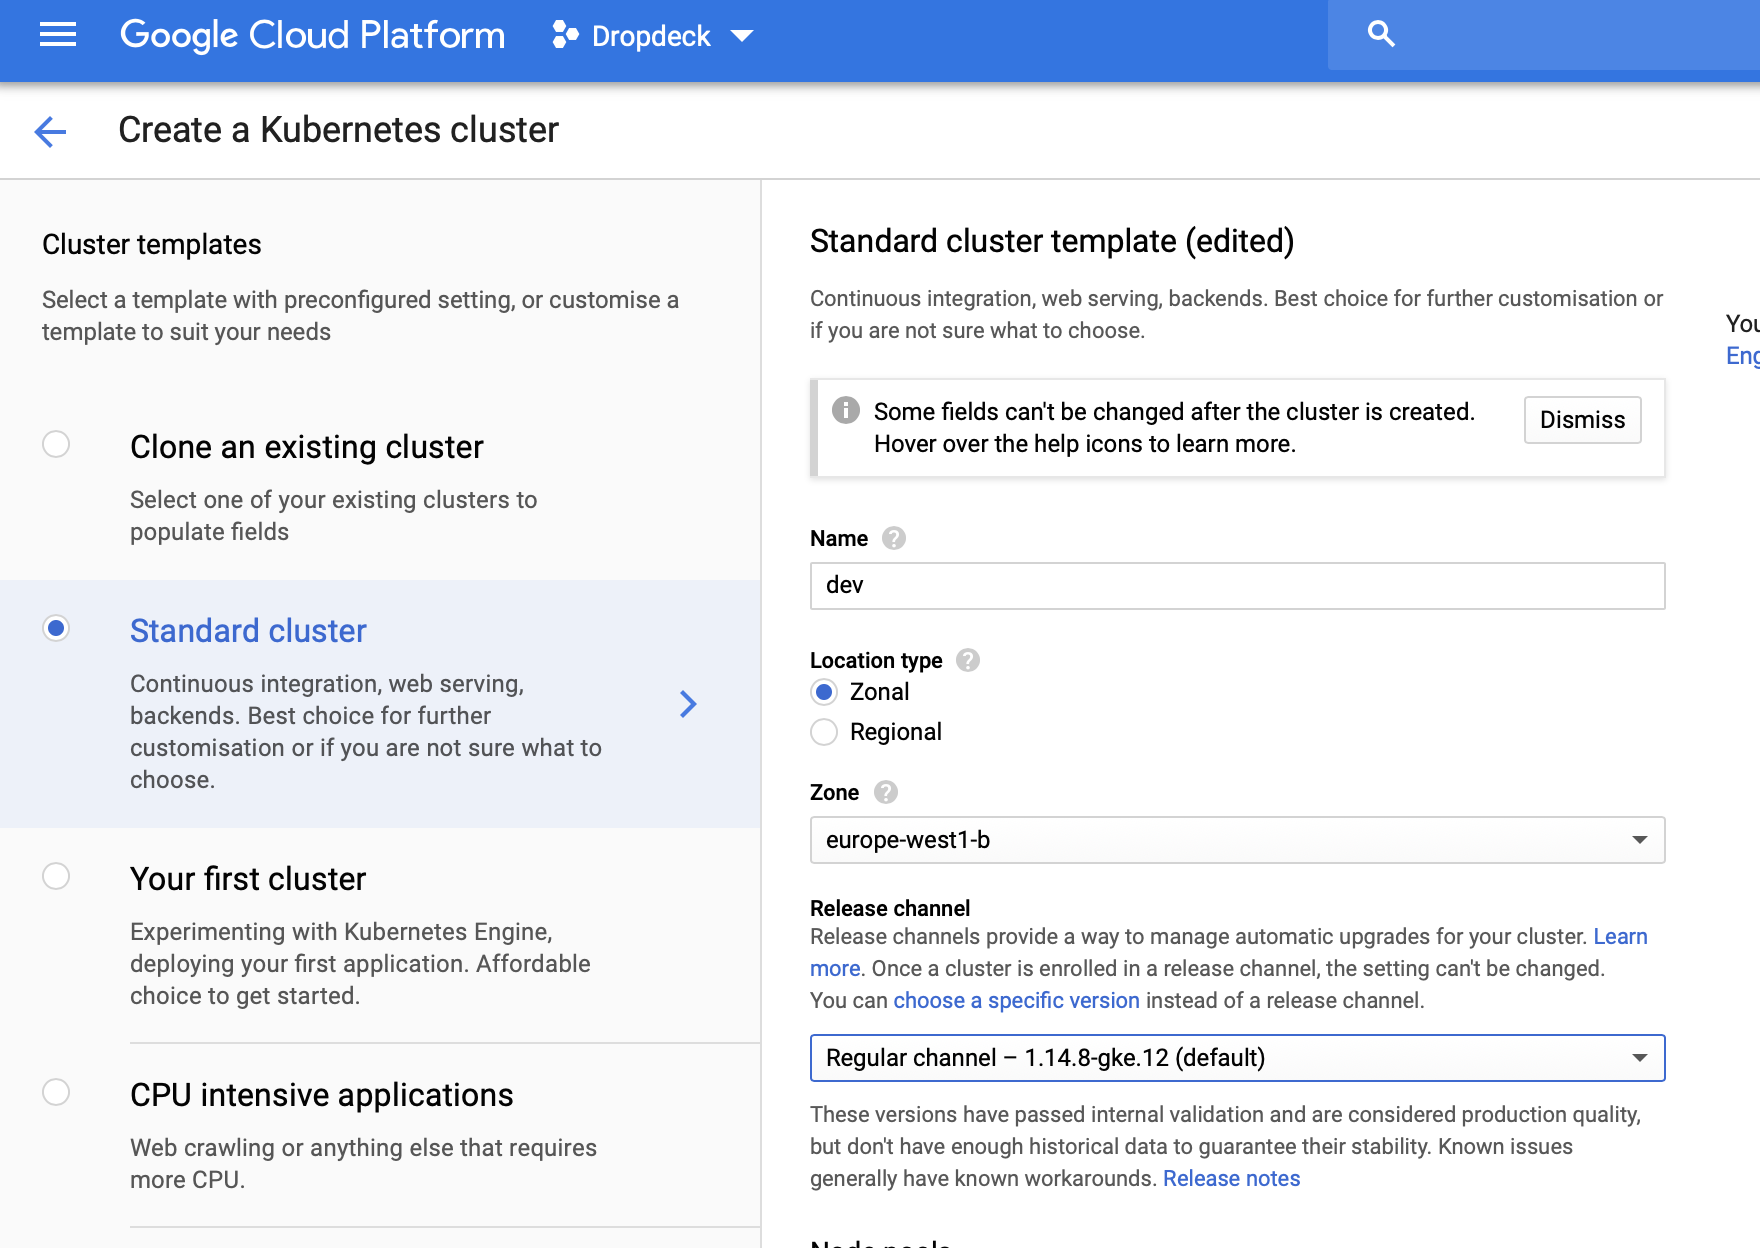 Google Cloud Platform
Dropdeck
Create a Kubernetes cluster
Cluster templates
Select a template with preconfigured setting, or customise a
template to suit your needs
Clone an existing cluster
Select one of your existing clusters to
populate fields
Standard cluster
Continuous integration, web serving,
backends. Best choice for further
customisation or if you are not sure what to
choose.
Your first cluster
Experimenting with Kubernetes Engine,
deploying your first application. Affordable
choice to get started.
CPU intensive applications
Web crawling or anything else that requires
more CPU.
Standard cluster template (edited)
Continuous integration, web serving, backends. Best choice for further customisation or
if you are not sure what to choose.
Some fields can't be changed after the cluster is created.
Hover over the help icons to learn more.
Dismiss
Name
dev
Location type
Zonal
Regional
Zone
europe-west1-b
Release channel
Release channels provide a way to manage automatic upgrades for your cluster. Learn
more. Once a cluster is enrolled in a release channel, the setting can't be changed.
You can choose a specific version instead of a release channel.
Regular channel – 1.14.8-gke.12 (default)
These versions have passed internal validation and are considered production quality,
but don't have enough historical data to guarantee their stability. Known issues
generally have known workarounds. Release notes
Node pools